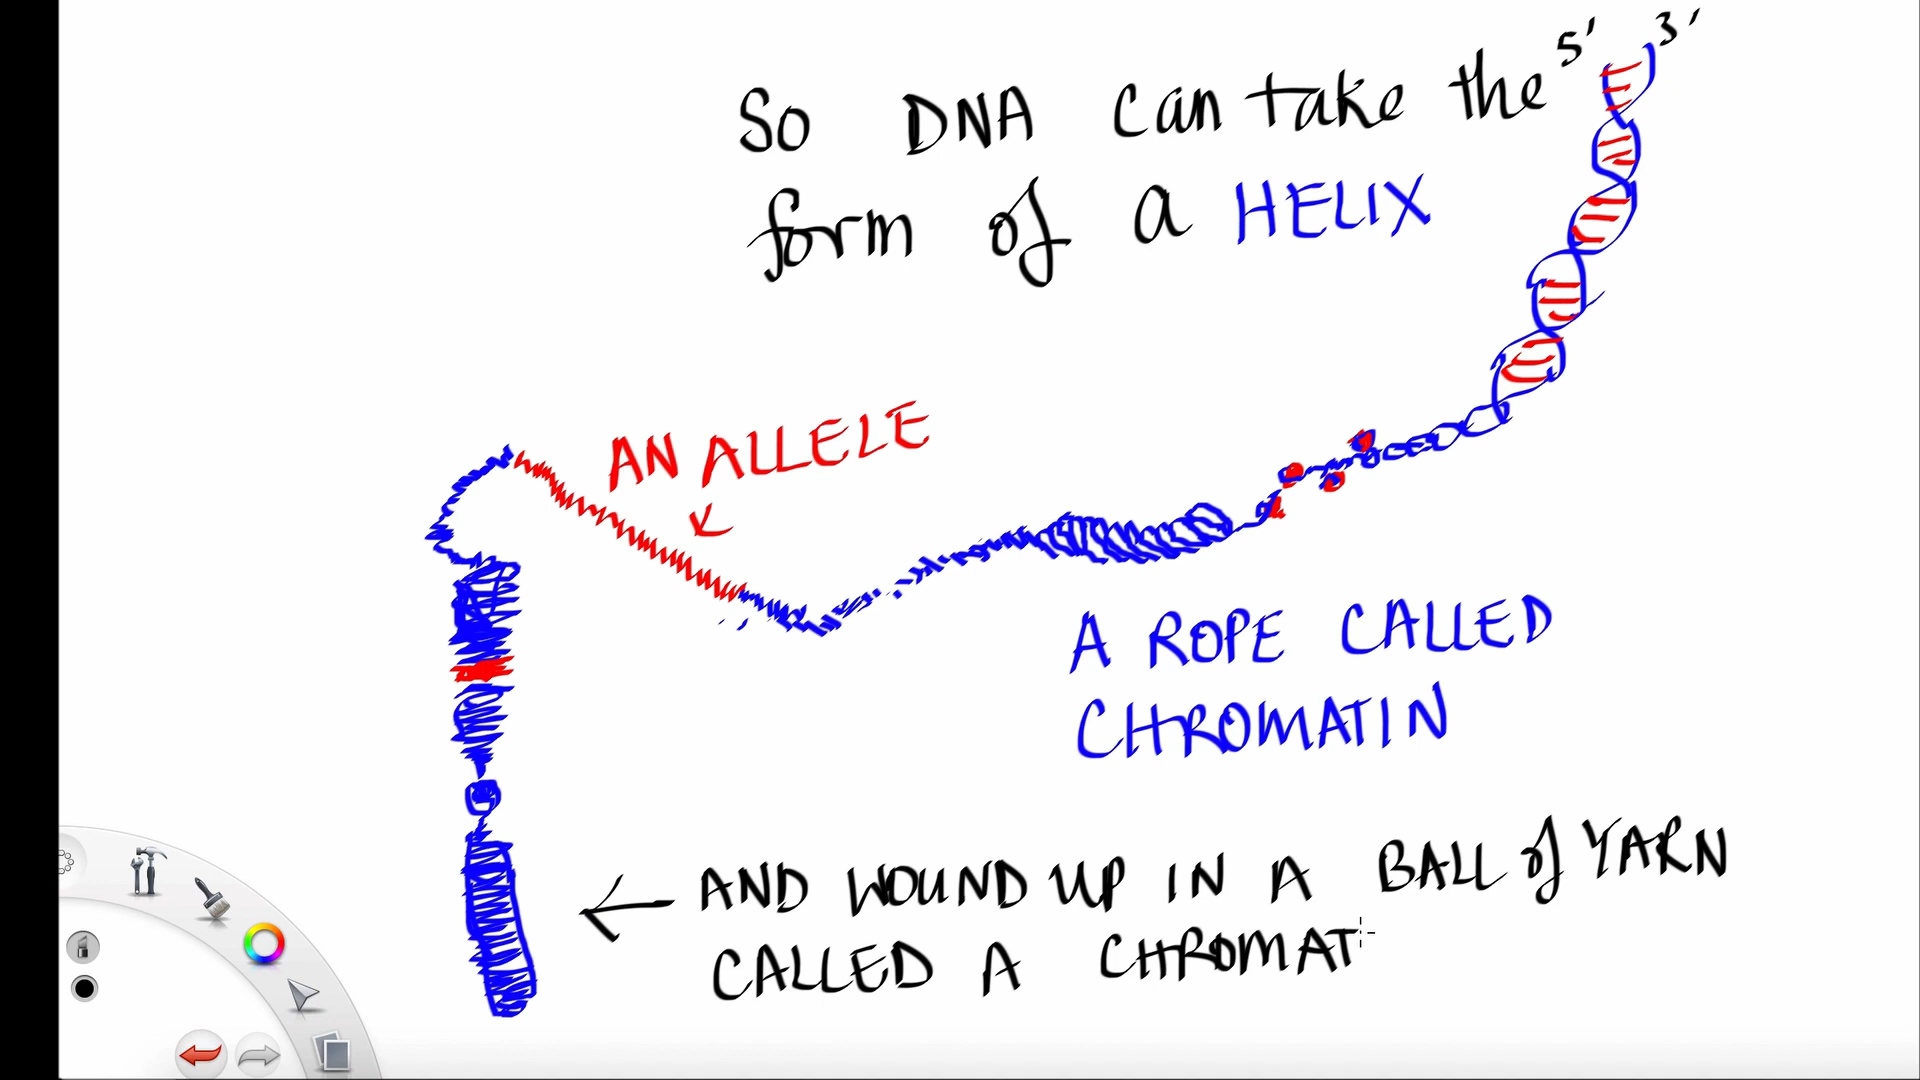 5' 3'
So DNA can take the
form of a HELIX
AN ALLELE
A ROPE CALLED
CHROMATIN
AND WOUND UP IN A BALL of YARN
CALLED A CHROMAT